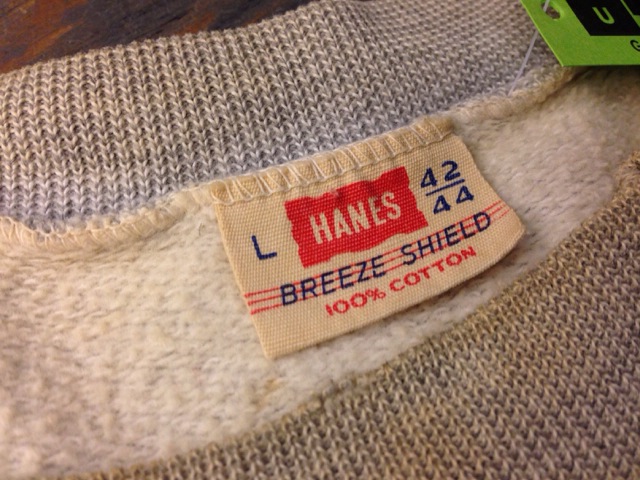 U
L HANES 42/44
BREEZE SHIELD
100% COTTON